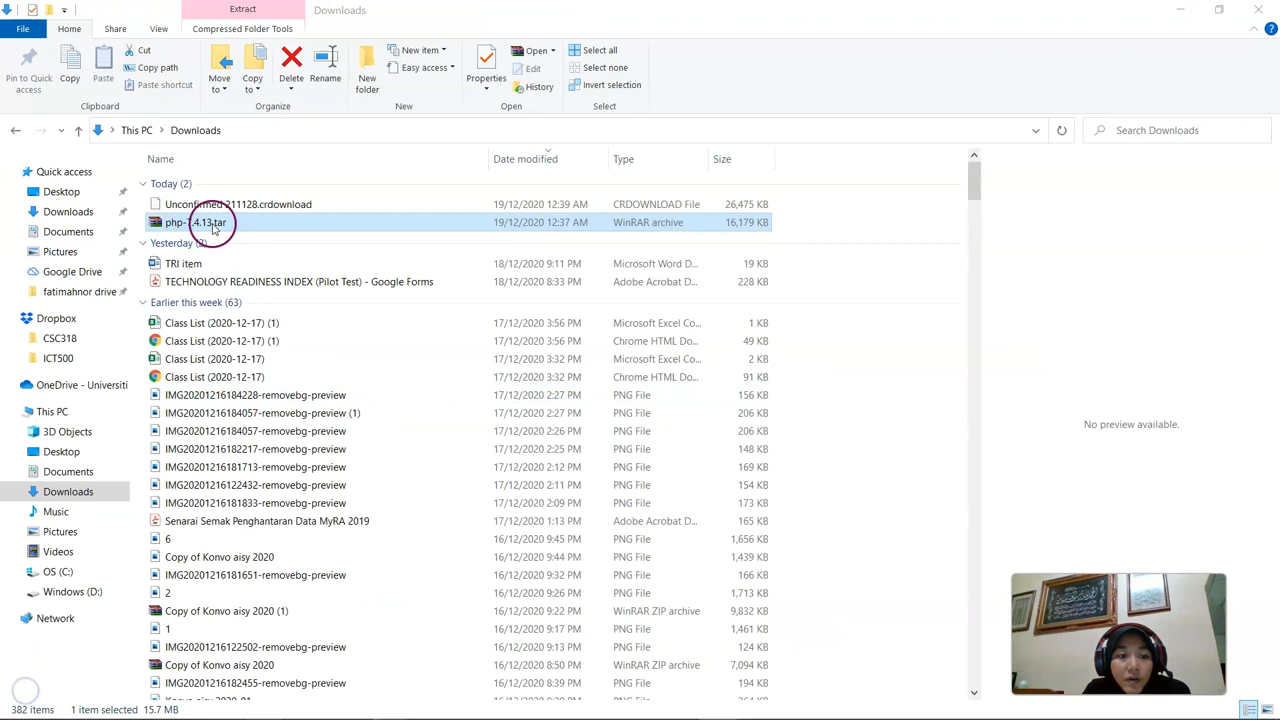 Extract
Downloads
File
Home
Share
View
Compressed Folder Tools
Pin to Quick access
Copy
Paste
Cut
Copy path
Paste shortcut
Clipboard
Move to
Copy to
Delete
Rename
Organize
New folder
New item
Easy access
New
Properties
Open
Edit
History
Open
Select all
Select none
Invert selection
Select
This PC
Downloads
Search Downloads
Quick access
Desktop
Downloads
Documents
Pictures
Google Drive
fatimahnor drive
Dropbox
CSC318
ICT500
OneDrive - Universiti
This PC
3D Objects
Desktop
Documents
Downloads
Music
Pictures
Videos
OS (C:)
Windows (D:)
Network
Name Date modified Type Size
Today (2)
Unconfirmed 211128.crdownload 19/12/2020 12:39 AM CRDOWNLOAD File 26,475 KB
php-7.4.13.tar 19/12/2020 12:37 AM WinRAR archive 16,179 KB
Yesterday (2)
TRI item 18/12/2020 9:11 PM Microsoft Word D... 19 KB
TECHNOLOGY READINESS INDEX (Pilot Test) - Google Forms 18/12/2020 8:33 PM Adobe Acrobat D... 228 KB
Earlier this week (63)
Class List (2020-12-17) (1) 17/12/2020 3:56 PM Microsoft Excel Co... 1 KB
Class List (2020-12-17) (1) 17/12/2020 3:56 PM Chrome HTML Do... 49 KB
Class List (2020-12-17) 17/12/2020 3:32 PM Microsoft Excel Co... 2 KB
Class List (2020-12-17) 17/12/2020 3:32 PM Chrome HTML Do... 91 KB
IMG20201216184228-removebg-preview 17/12/2020 2:27 PM PNG File 156 KB
IMG20201216184057-removebg-preview (1) 17/12/2020 2:27 PM PNG File 206 KB
IMG20201216184057-removebg-preview 17/12/2020 2:26 PM PNG File 206 KB
IMG20201216182217-removebg-preview 17/12/2020 2:25 PM PNG File 148 KB
IMG20201216181713-removebg-preview 17/12/2020 2:12 PM PNG File 169 KB
IMG20201216122432-removebg-preview 17/12/2020 2:11 PM PNG File 154 KB
IMG20201216181833-removebg-preview 17/12/2020 2:09 PM PNG File 173 KB
Senarai Semak Penghantaran Data MyRA 2019 17/12/2020 1:13 PM Adobe Acrobat D... 165 KB
6 16/12/2020 9:45 PM PNG File 1,656 KB
Copy of Konvo aisy 2020 16/12/2020 9:44 PM PNG File 1,439 KB
IMG20201216181651-removebg-preview 16/12/2020 9:32 PM PNG File 166 KB
2 16/12/2020 9:26 PM PNG File 1,713 KB
Copy of Konvo aisy 2020 (1) 16/12/2020 9:22 PM WinRAR ZIP archive 9,832 KB
1 16/12/2020 9:17 PM PNG File 1,461 KB
IMG20201216122502-removebg-preview 16/12/2020 9:13 PM PNG File 124 KB
Copy of Konvo aisy 2020 16/12/2020 8:50 PM WinRAR ZIP archive 7,094 KB
IMG20201216182455-removebg-preview 16/12/2020 8:39 PM PNG File 194 KB
No preview available.
382 items 1 item selected 15.7 MB